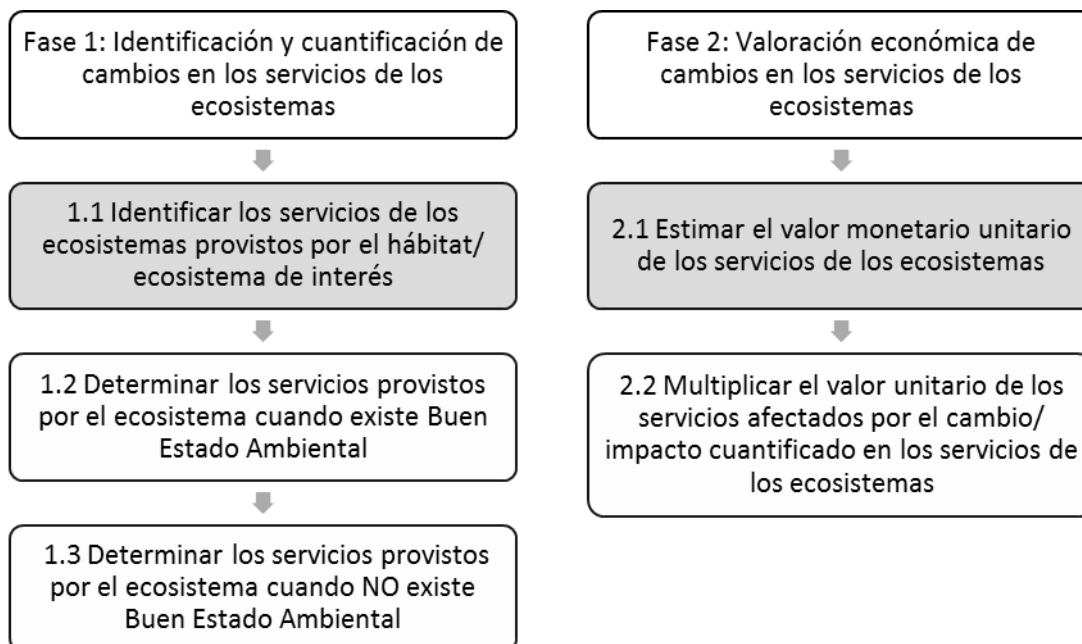 Fase 1: Identificación y cuantificación de
cambios en los servicios de los
ecosistemas
1.1 Identificar los servicios de los
ecosistemas provistos por el hábitat/
ecosistema de interés
1.2 Determinar los servicios provistos
por el ecosistema cuando existe Buen
Estado Ambiental
1.3 Determinar los servicios provistos
por el ecosistema cuando NO existe
Buen Estado Ambiental
Fase 2: Valoración económica de
cambios en los servicios de los
ecosistemas
2.1 Estimar el valor monetario unitario
de los servicios de los ecosistemas
2.2 Multiplicar el valor unitario de los
servicios afectados por el cambio/
impacto cuantificado en los servicios de
los ecosistemas